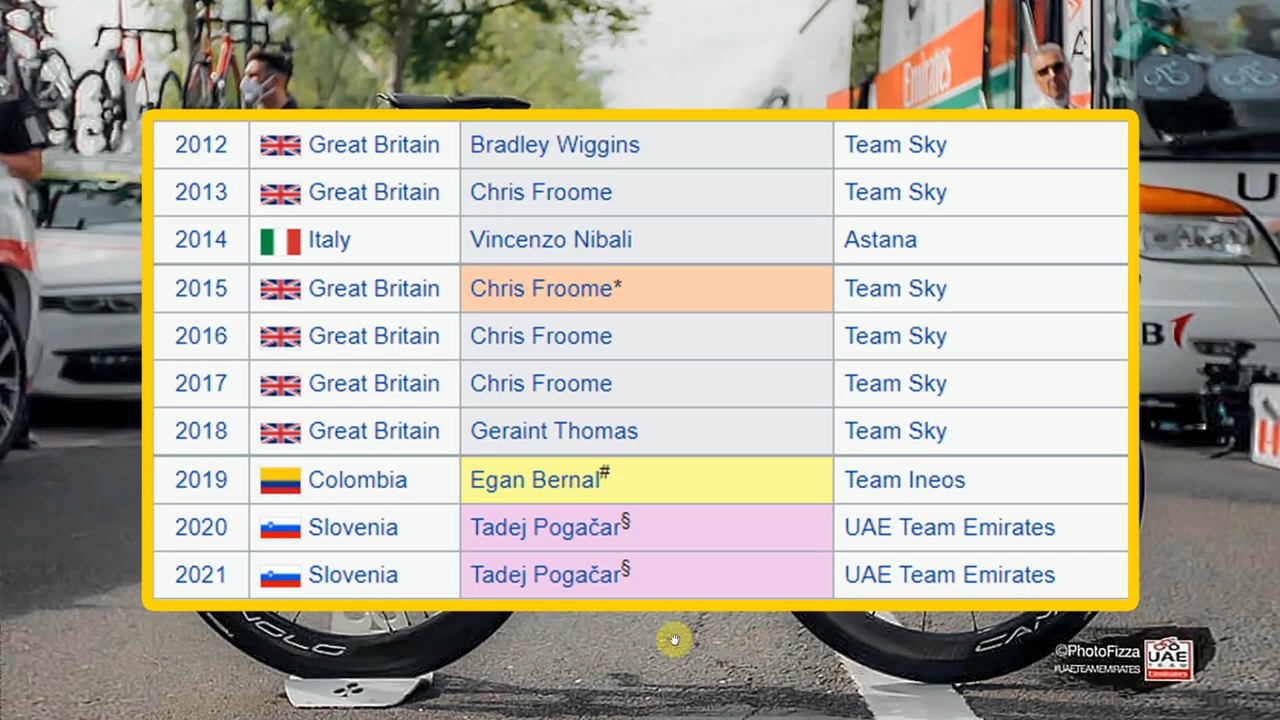 Emirates
2012 Great Britain Bradley Wiggins Team Sky
2013 Great Britain Chris Froome Team Sky
2014 Italy Vincenzo Nibali Astana
2015 Great Britain Chris Froome* Team Sky
2016 Great Britain Chris Froome Team Sky
2017 Great Britain Chris Froome Team Sky
2018 Great Britain Geraint Thomas Team Sky
2019 Colombia Egan Bernal# Team Ineos
2020 Slovenia Tadej Pogačar§ UAE Team Emirates
2021 Slovenia Tadej Pogačar§ UAE Team Emirates
©PhotoFizza
#UAETEAMEMIRATES
UAE
TEAM
Emirates